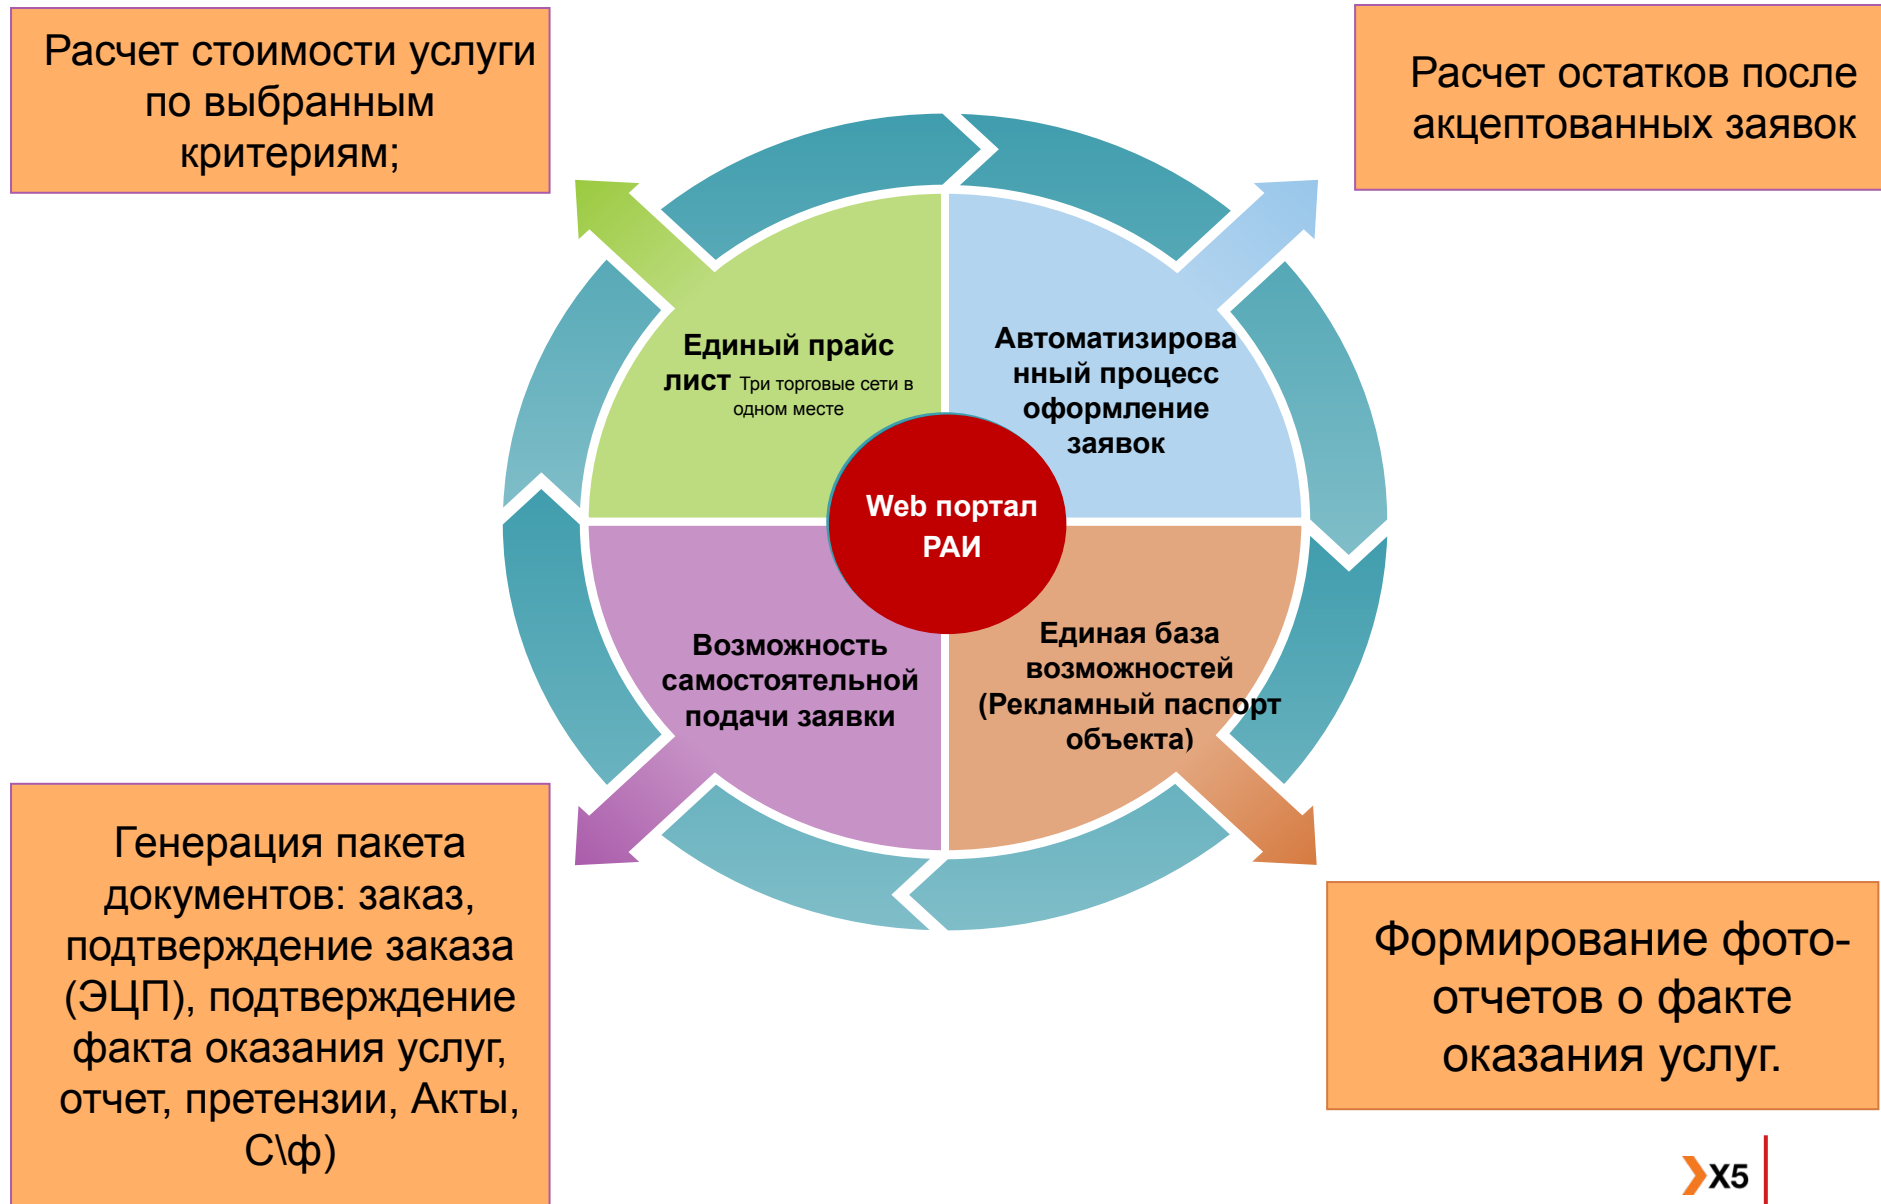 Расчет стоимости услуги
по выбранным
критериям;
Расчет остатков после
акцептованных заявок
Единый прайс
лист Три торговые сети в
одном месте
Автоматизирова
нный процесс
оформление
заявок
Web портал
РАИ
Возможность
самостоятельной
подачи заявки
Единая база
возможностей
(Рекламный паспорт
объекта)
Генерация пакета
документов: заказ,
подтверждение заказа
(ЭЦП), подтверждение
факта оказания услуг,
отчет, претензии, Акты,
С\ф)
Формирование фото-
отчетов о факте
оказания услуг.
X5